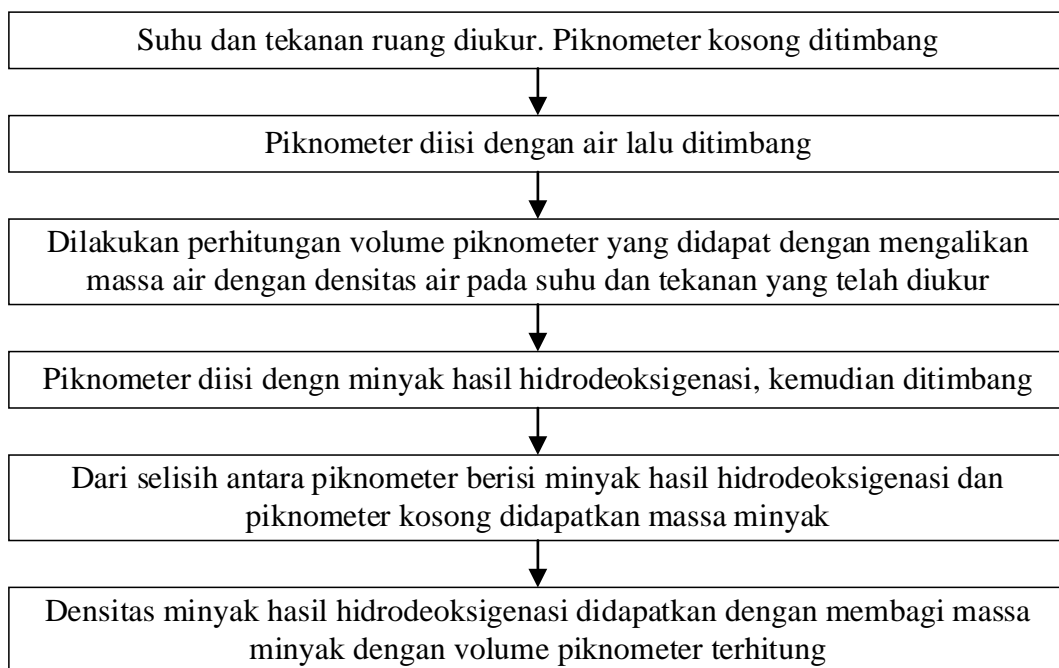 Suhu dan tekanan ruang diukur. Piknometer kosong ditimbang
Piknometer diisi dengan air lalu ditimbang
Dilakukan perhitungan volume piknometer yang didapat dengan mengalikan
massa air dengan densitas air pada suhu dan tekanan yang telah diukur
Piknometer diisi dengn minyak hasil hidrodeoksigenasi, kemudian ditimbang
Dari selisih antara piknometer berisi minyak hasil hidrodeoksigenasi dan
piknometer kosong didapatkan massa minyak
Densitas minyak hasil hidrodeoksigenasi didapatkan dengan membagi massa
minyak dengan volume piknometer terhitung